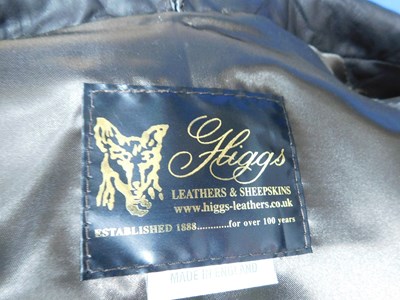 Higgs
LEATHERS & SHEEPSKINS
www.higgs-leathers.co.uk
ESTABLISHED 1888............for over 100 years
MADE IN ENGLAND